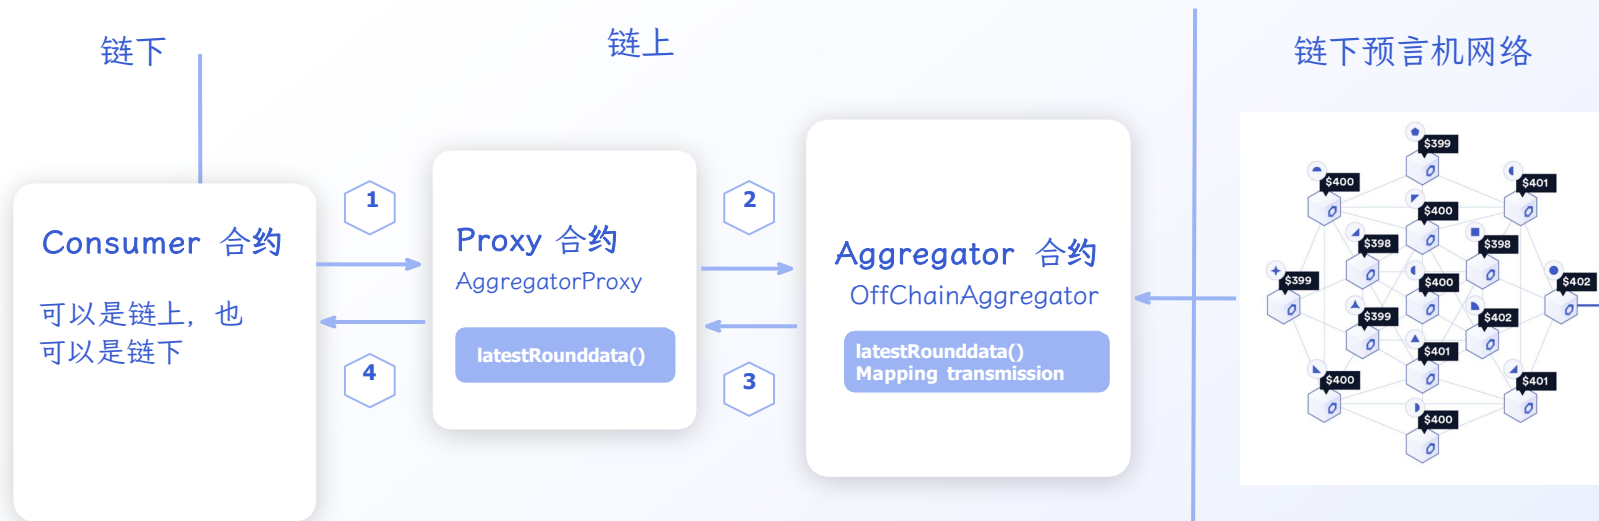 链下
链上
链下预言机网络
Consumer 合约
可以是链上，也
可以是链下
1
4
Proxy 合约
AggregatorProxy
latestRounddata()
2
3
Aggregator 合约
OffChainAggregator
latestRounddata()
Mapping transmission
$399
$400
$401
$400
$398
$398
$399
$400
$402
$399
$402
$401
$400
$401
$400